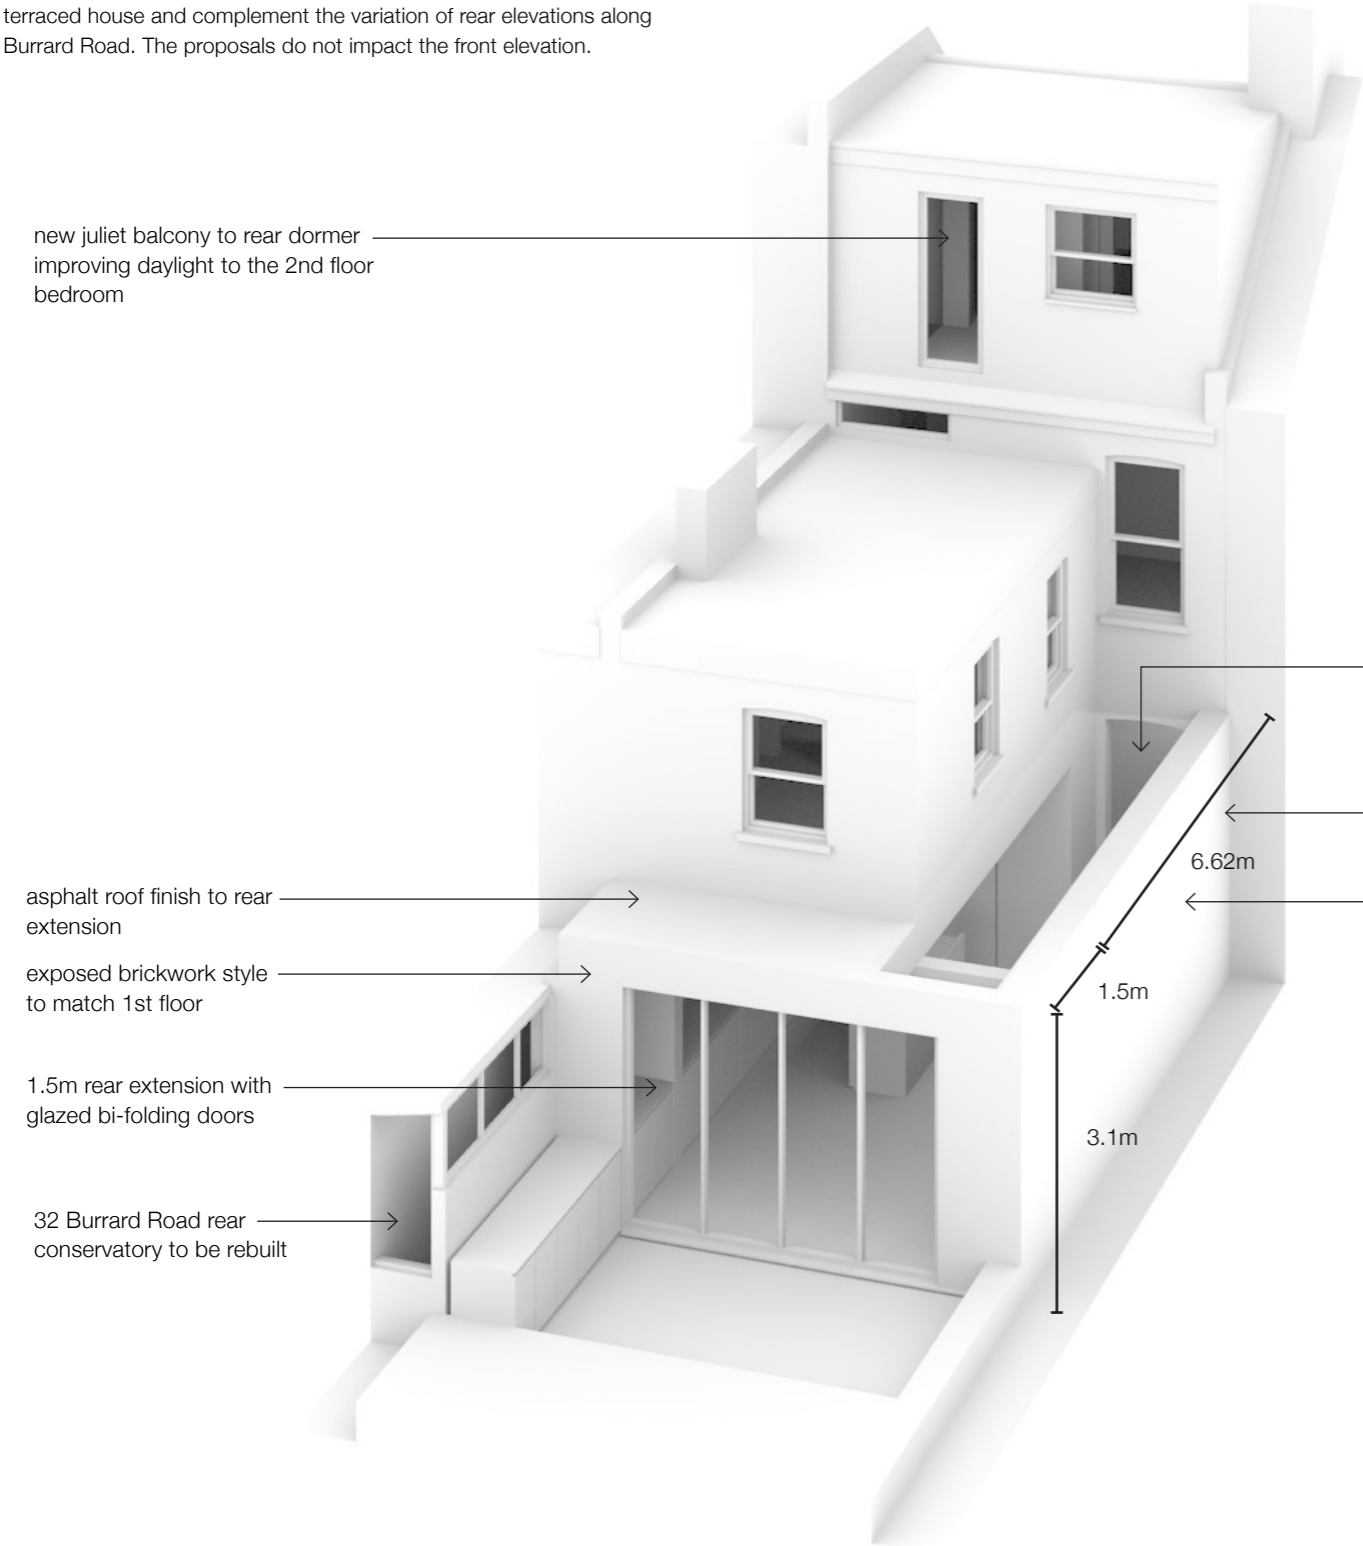 terraced house and complement the variation of rear elevations along
Burrard Road. The proposals do not impact the front elevation.
new juliet balcony to rear dormer
improving daylight to the 2nd floor
bedroom
6.62m
asphalt roof finish to rear
extension
exposed brickwork style
to match 1st floor
1.5m
1.5m rear extension with
glazed bi-folding doors
3.1m
32 Burrard Road rear
conservatory to be rebuilt